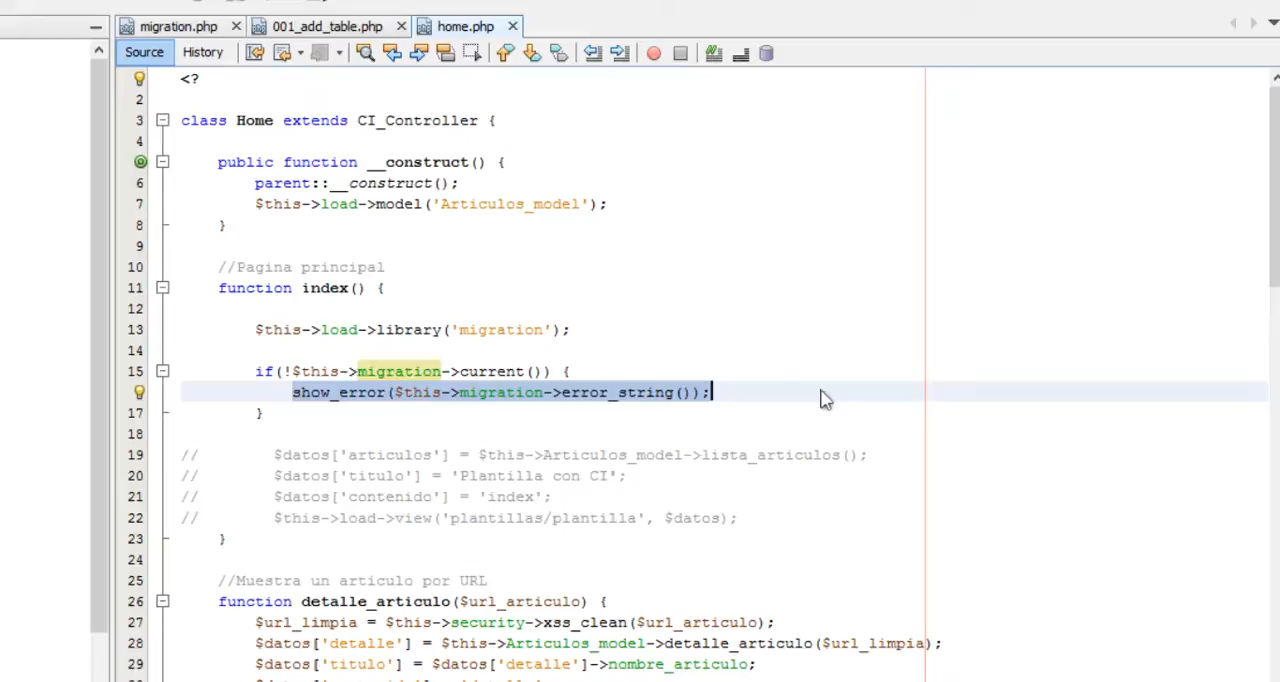 migration.php 001_add_table.php home.php
Source History
<?
2
3 class Home extends CI_Controller {
4
public function __construct() {
6 parent::__construct();
7 $this->load->model('Articulos_model');
8 }
9
10 //Pagina principal
11 function index() {
12
13 $this->load->library('migration');
14
15 if(!$this->migration->current()) {
show_error($this->migration->error_string());
17 }
18
19 // $datos['articulos'] = $this->Articulos_model->lista_articulos();
20 // $datos['titulo'] = 'Plantilla con CI';
21 // $datos['contenido'] = 'index';
22 // $this->load->view('plantillas/plantilla', $datos);
23 }
24
25 //Muestra un articulo por URL
26 function detalle_articulo($url_articulo) {
27 $url_limpia = $this->security->xss_clean($url_articulo);
28 $datos['detalle'] = $this->Articulos_model->detalle_articulo($url_limpia);
29 $datos['titulo'] = $datos['detalle']->nombre_articulo;